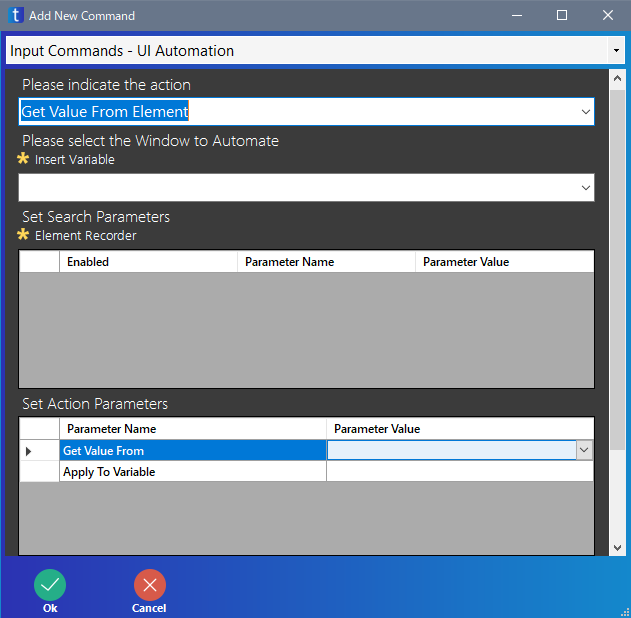 t Add New Command
Input Commands - UI Automation
Please indicate the action
Get Value From Element
Please select the Window to Automate
Insert Variable
Set Search Parameters
Element Recorder
Enabled Parameter Name Parameter Value
Set Action Parameters
Parameter Name Parameter Value
Get Value From
Apply To Variable
Ok Cancel